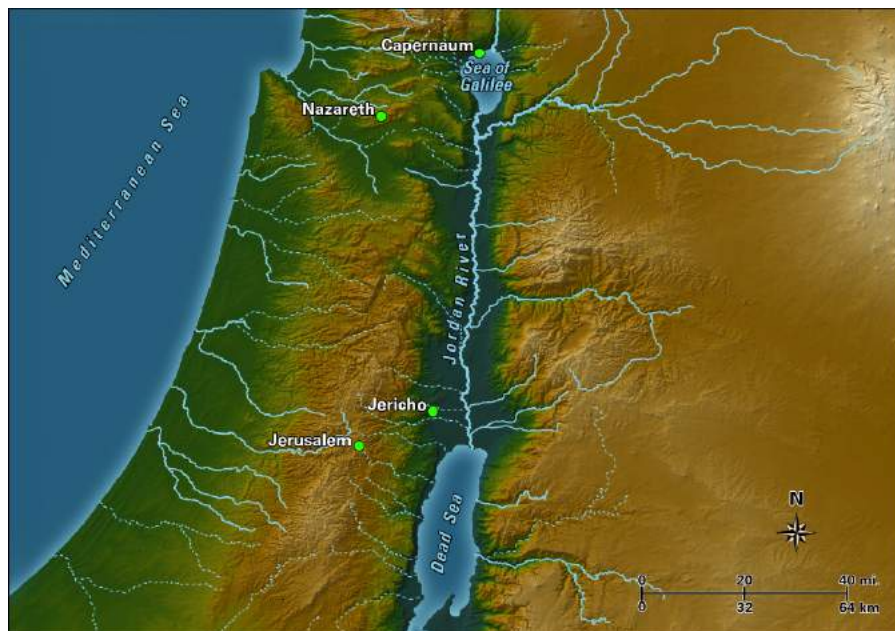 Capernaum
Sea of
Galilee
Nazareth
Mediterranean Sea
Jordan River
Jericho
Jerusalem
Dead Sea
N
0 20 40 mi.
0 32 64 km